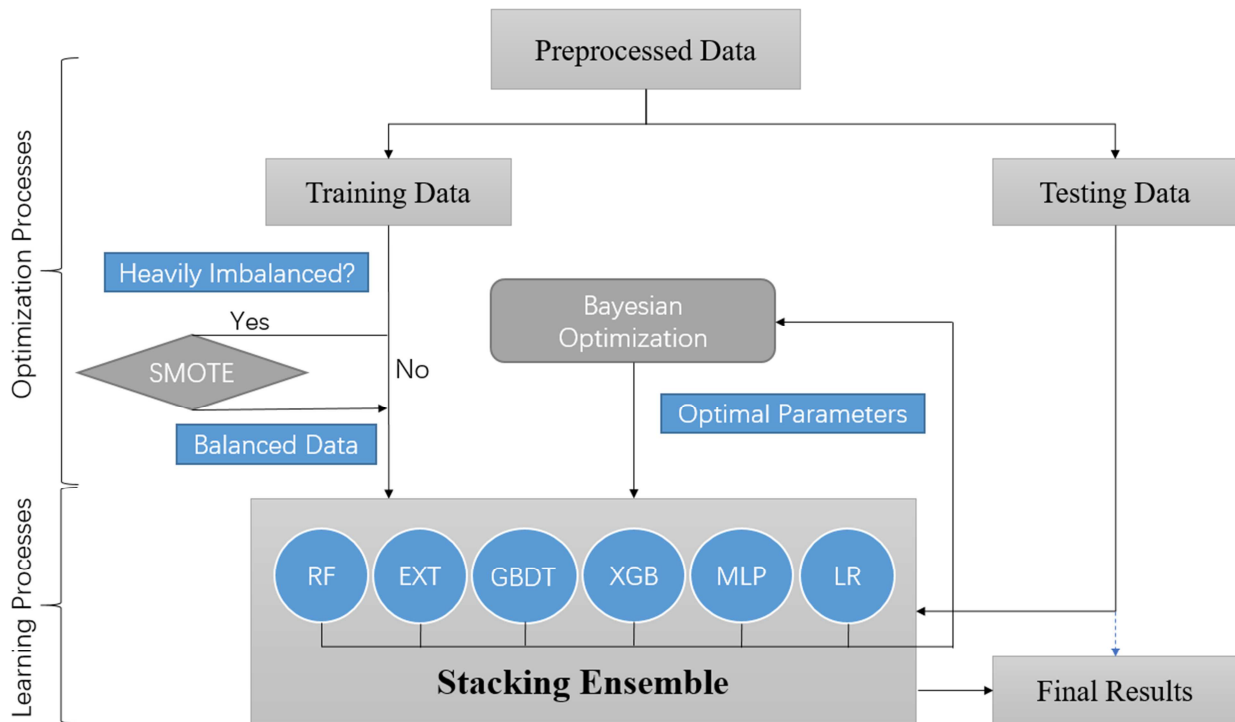 Preprocessed Data
Optimization Processes
Training Data
Testing Data
Heavily Imbalanced?
Yes
SMOTE
No
Balanced Data
Bayesian
Optimization
Optimal Parameters
Learning Processes
RF
EXT
GBDT
XGB
MLP
LR
Stacking Ensemble
Final Results